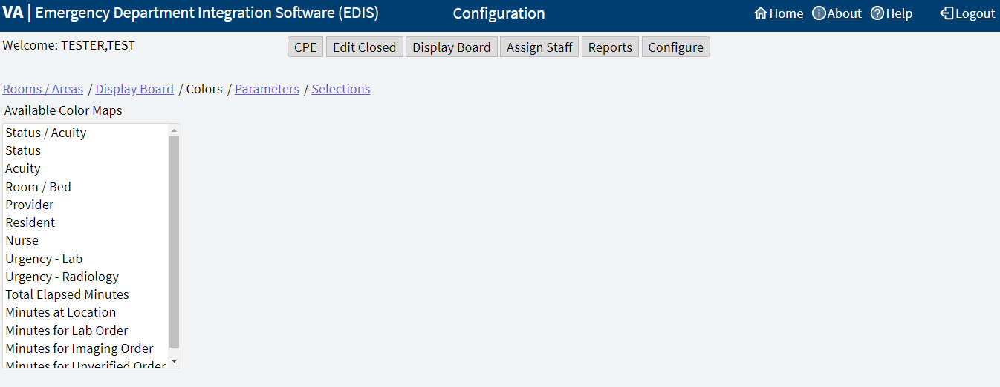 VA | Emergency Department Integration Software (EDIS) Configuration Home About Help Logout
Welcome: TESTER,TEST CPE Edit Closed Display Board Assign Staff Reports Configure
Rooms / Areas / Display Board / Colors / Parameters / Selections
Available Color Maps
Status / Acuity
Status
Acuity
Room / Bed
Provider
Resident
Nurse
Urgency - Lab
Urgency - Radiology
Total Elapsed Minutes
Minutes at Location
Minutes for Lab Order
Minutes for Imaging Order
Minutes for Unverified Order